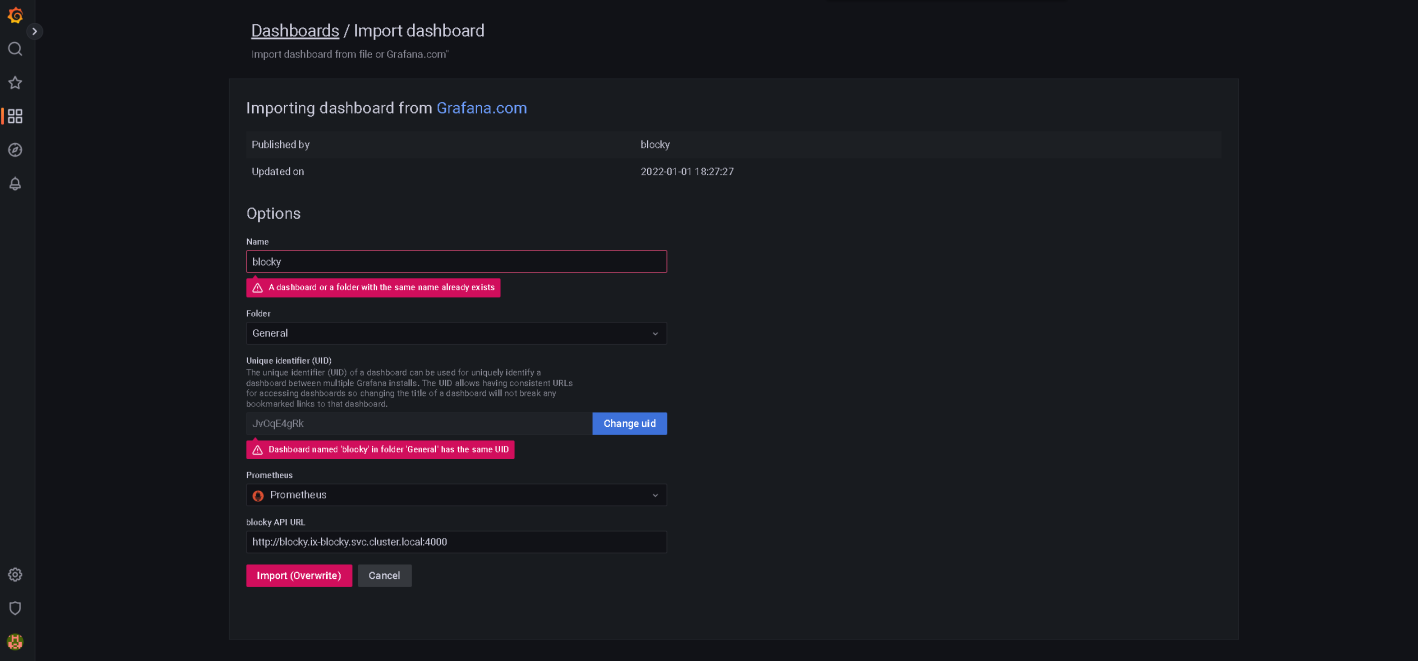 Dashboards / Import dashboard
Import dashboard from file or Grafana.com"
Importing dashboard from Grafana.com
Published by blocky
Updated on 2022-01-01 18:27:27
Options
Name
blocky
A dashboard or a folder with the same name already exists
Folder
General
Unique identifier (UID)
The unique identifier (UID) of a dashboard can be used for uniquely identify a
dashboard between multiple Grafana installs. The UID allows having consistent URLs
for accessing dashboards so changing the title of a dashboard will not break any
bookmarked links to that dashboard.
JvOqE4gRk Change uid
Dashboard named 'blocky' in folder 'General' has the same UID
Prometheus
Prometheus
blocky API URL
http://blocky.ix-blocky.svc.cluster.local:4000
Import (Overwrite) Cancel